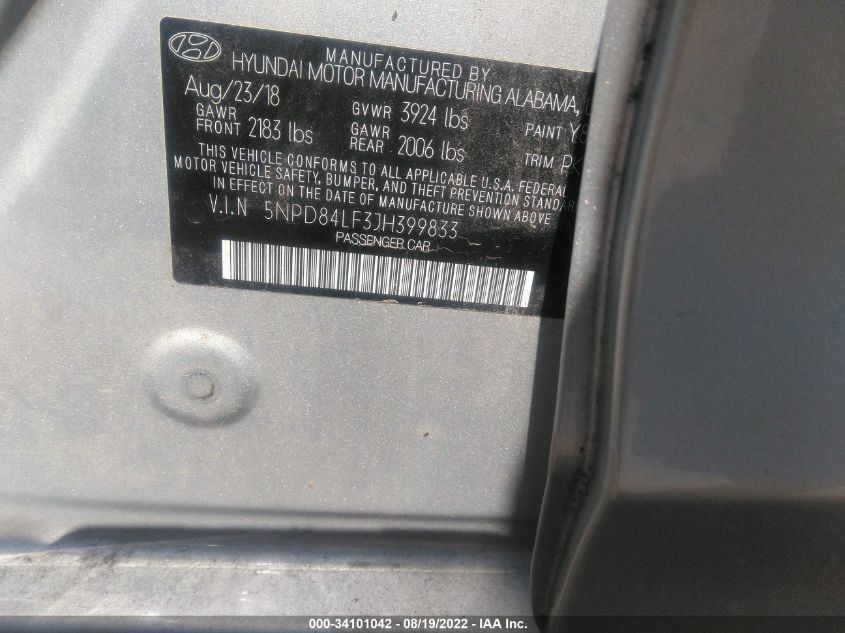 MANUFACTURED BY
HYUNDAI MOTOR MANUFACTURING ALABAMA,
Aug/23/18
GVWR 3924 lbs PAINT
GAWR FRONT 2183 lbs
GAWR REAR 2006 lbs TRIM
THIS VEHICLE CONFORMS TO ALL APPLICABLE U.S.A. FEDERAL
MOTOR VEHICLE SAFETY, BUMPER, AND THEFT PREVENTION STANDAR
IN EFFECT ON THE DATE OF MANUFACTURE SHOWN ABOVE
V.I.N 5NPD84LF3JH399833
PASSENGER CAR
000-34101042 - 08/19/2022 - IAA Inc.